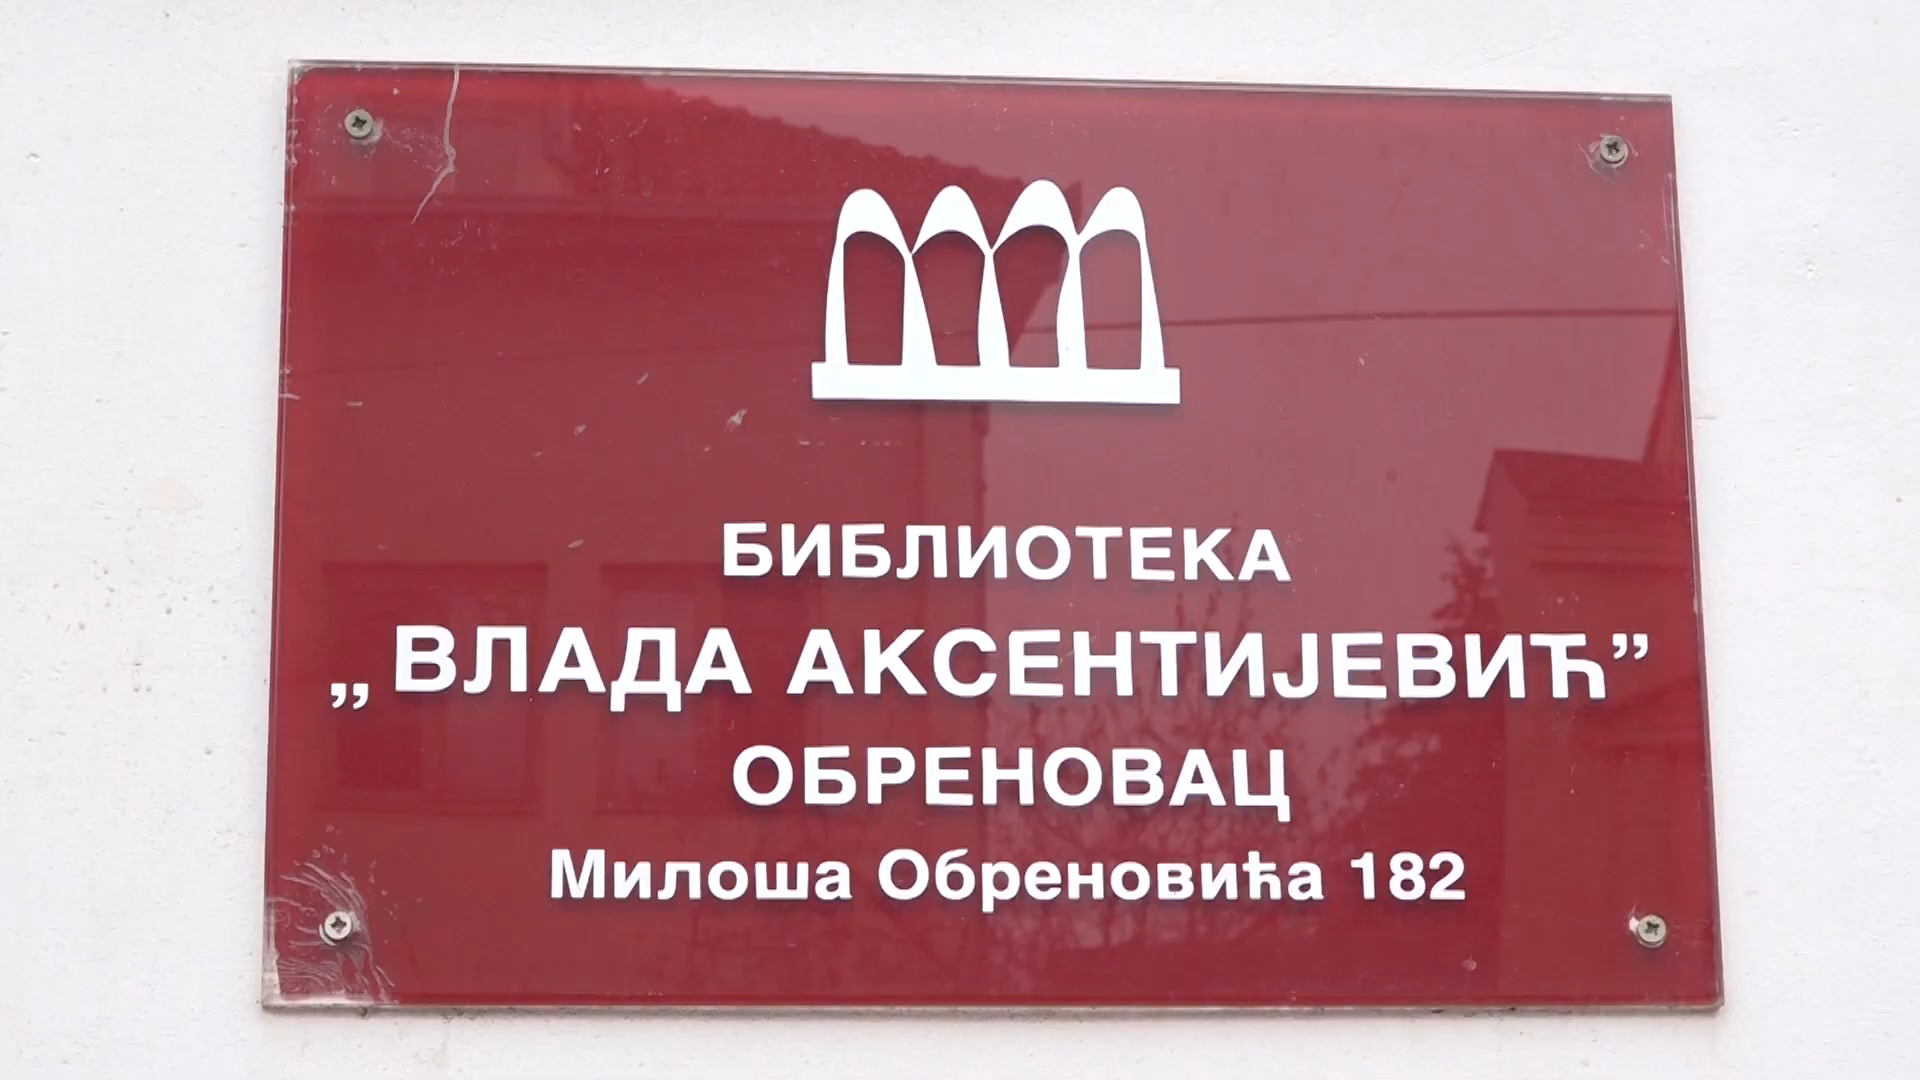 БИБЛИОТЕКА
„ВЛАДА АКСЕНТИЈЕВИЋ”
ОБРЕНОВАЦ
Милоша Обреновића 182